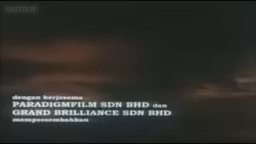 dengan kerjasama
PARADIGMFILM SDN BHD dan
GRAND BRILLIANCE SDN BHD
mempersembahkan